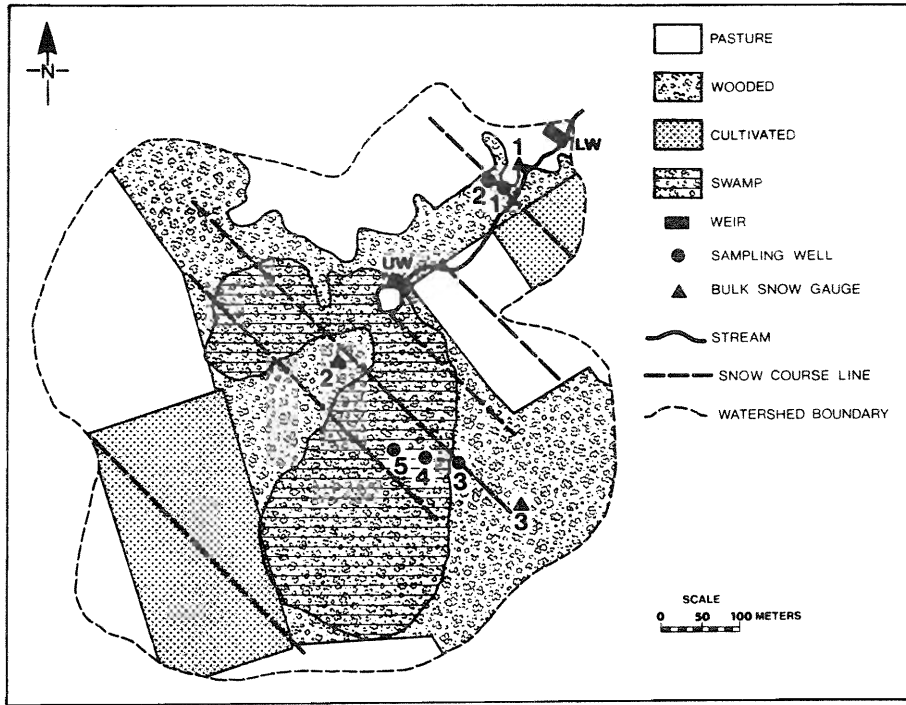 N
PASTURE
WOODED
CULTIVATED
SWAMP
WEIR
SAMPLING WELL
BULK SNOW GAUGE
STREAM
SNOW COURSE LINE
WATERSHED BOUNDARY
LW
1
2
1
UW
2
5
4
3
3
SCALE
0 50 100 METERS